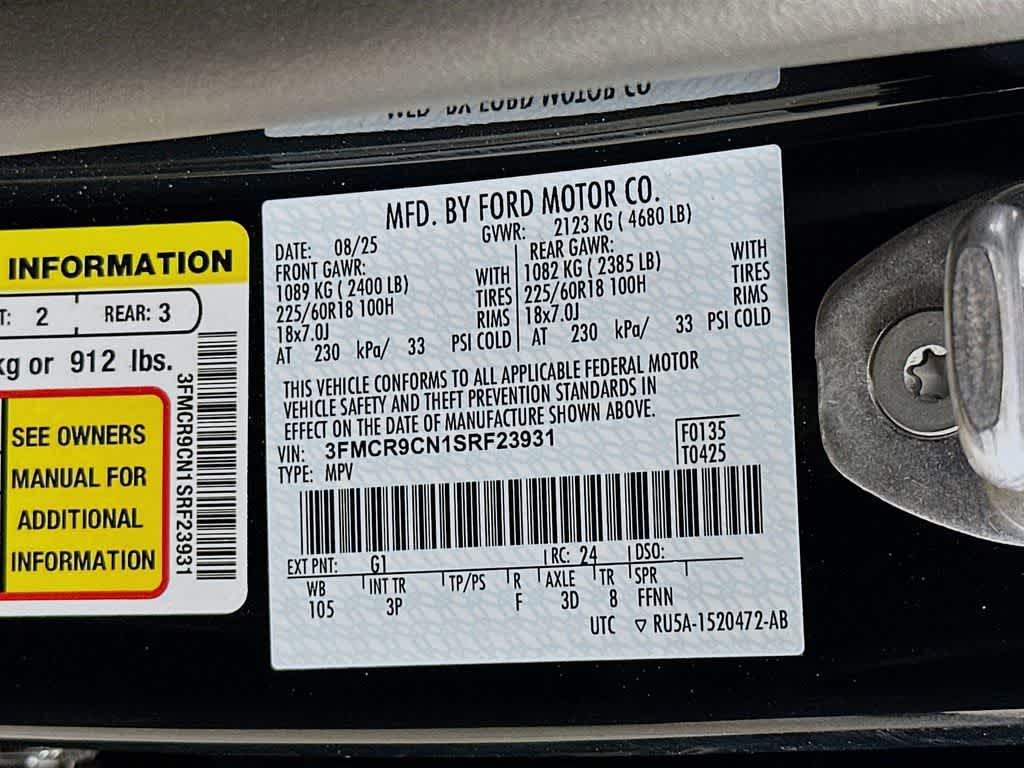 INFORMATION
T: 2 REAR: 3
kg or 912 lbs.
3FMCR9CN1SRF23931
SEE OWNERS
MANUAL FOR
ADDITIONAL
INFORMATION
MFD. BY FORD MOTOR CO.
DATE: 08/25 GVWR: 2123 KG ( 4680 LB)
FRONT GAWR:
1089 KG ( 2400 LB) WITH
225/60R18 100H TIRES
18x7.0J RIMS
AT 230 kPa/ 33 PSI COLD
REAR GAWR:
1082 KG ( 2385 LB) WITH
225/60R18 100H TIRES
18x7.0J RIMS
AT 230 kPa/ 33 PSI COLD
THIS VEHICLE CONFORMS TO ALL APPLICABLE FEDERAL MOTOR
VEHICLE SAFETY AND THEFT PREVENTION STANDARDS IN
EFFECT ON THE DATE OF MANUFACTURE SHOWN ABOVE.
VIN: 3FMCR9CN1SRF23931
TYPE: MPV
F0135
T0425
EXT PNT: G1 RC: 24 DSO:
WB INT TR TP/PS R AXLE TR SPR
105 3P F 3D 8 FFNN
UTC ▽ RU5A-1520472-AB